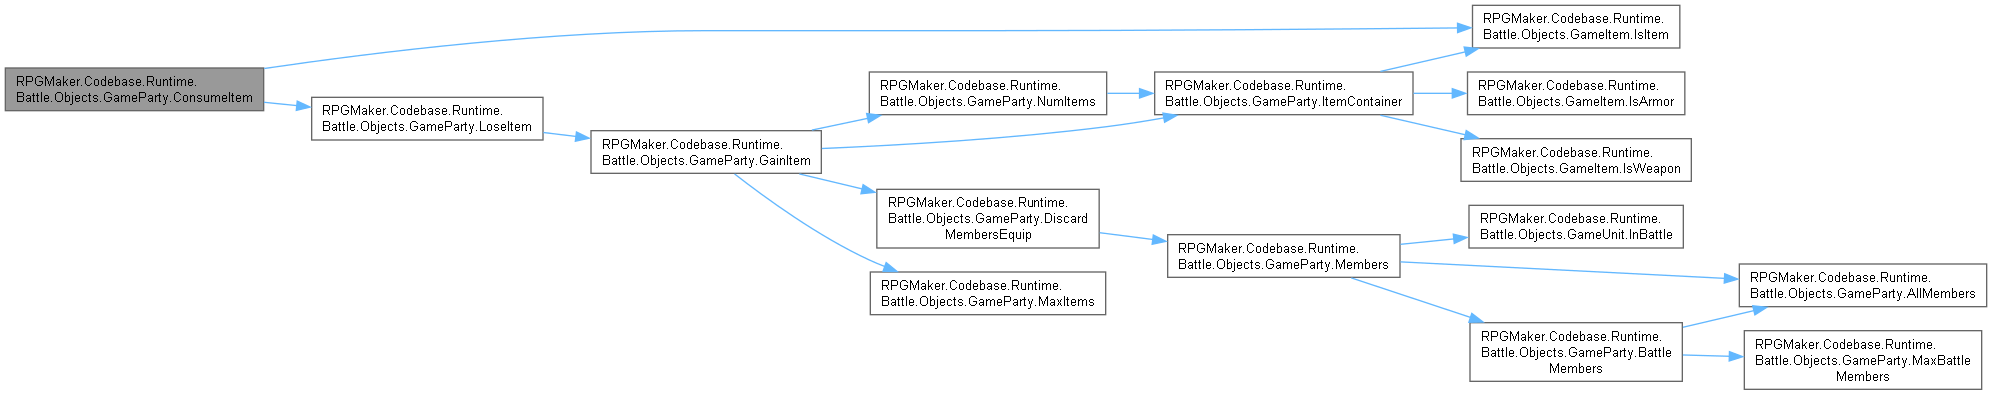 RPGMaker.Codebase.Runtime.
Battle.Objects.GameParty.ConsumeItem
RPGMaker.Codebase.Runtime.
Battle.Objects.GameItem.IsItem
RPGMaker.Codebase.Runtime.
Battle.Objects.GameParty.LoseItem
RPGMaker.Codebase.Runtime.
Battle.Objects.GameParty.GainItem
RPGMaker.Codebase.Runtime.
Battle.Objects.GameParty.NumItems
RPGMaker.Codebase.Runtime.
Battle.Objects.GameParty.ItemContainer
RPGMaker.Codebase.Runtime.
Battle.Objects.GameItem.IsArmor
RPGMaker.Codebase.Runtime.
Battle.Objects.GameItem.IsWeapon
RPGMaker.Codebase.Runtime.
Battle.Objects.GameParty.Discard
MembersEquip
RPGMaker.Codebase.Runtime.
Battle.Objects.GameParty.MaxItems
RPGMaker.Codebase.Runtime.
Battle.Objects.GameParty.Members
RPGMaker.Codebase.Runtime.
Battle.Objects.GameUnit.InBattle
RPGMaker.Codebase.Runtime.
Battle.Objects.GameParty.AllMembers
RPGMaker.Codebase.Runtime.
Battle.Objects.GameParty.Battle
Members
RPGMaker.Codebase.Runtime.
Battle.Objects.GameParty.MaxBattle
Members